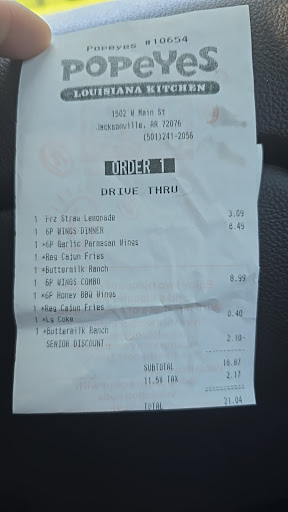 Popeyes #10654
POPEYES
LOUISIANA KITCHEN
1502 W Main St
Jacksonville, AR 72076
(501)241-2056
ORDER 1
DRIVE THRU
1 Frz Straw Lemonade 3.09
1 6P WINGS DINNER 8.49
1 *6P Garlic Parmesan Wings
1 *Reg Cajun Fries
1 *Buttermilk Ranch
1 6P WINGS COMBO 8.99
1 *6P Honey BBQ Wings
1 *Reg Cajun Fries
1 *Lg Coke 0.40
1 *Buttermilk Ranch
SENIOR DISCOUNT 2.10-
SUBTOTAL 18.87
11.5% TAX 2.17
TOTAL 21.04